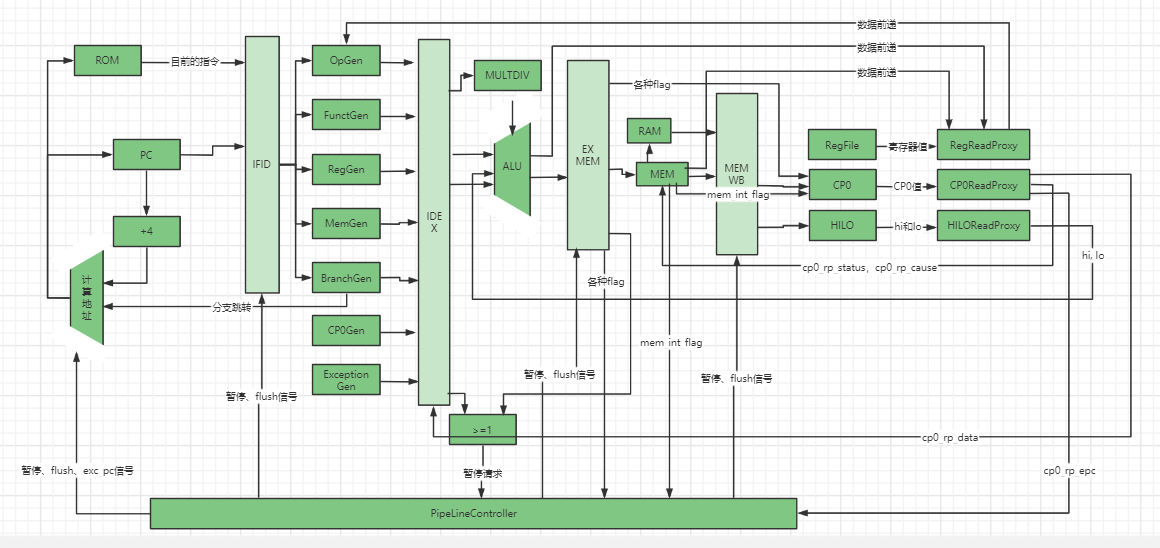 数据前递
数据前递
数据前递
ROM
目前的指令
OpGen
MULTDIV
各种flag
FunctGen
RAM
PC
IFID
RegGen
ALU
EX
MEM
MEM
MEM
WB
RegFile
寄存器值
RegReadProxy
CP0
CP0值
CP0ReadProxy
mem int flag
+4
MemGen
IDE
X
HILO
hi和lo
HILOReadProxy
hi, lo
计
算
地
址
BranchGen
分支跳转
各种flag
cp0_rp_status，cp0_rp_cause
CP0Gen
mem int flag
Exception
Gen
暂停、flush信号
暂停、flush信号
暂停、flush信号
>=1
cp0_rp_data
暂停、flush、exc pc信号
暂停请求
cp0_rp_epc
PipeLineController